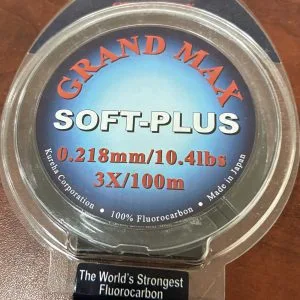 GRAND MAX
SOFT-PLUS
0.218mm/10.4lbs
3X/100m
Kureha Corporation • 100% Fluorocarbon • Made in Japan
The World's Strongest
Fluorocarbon